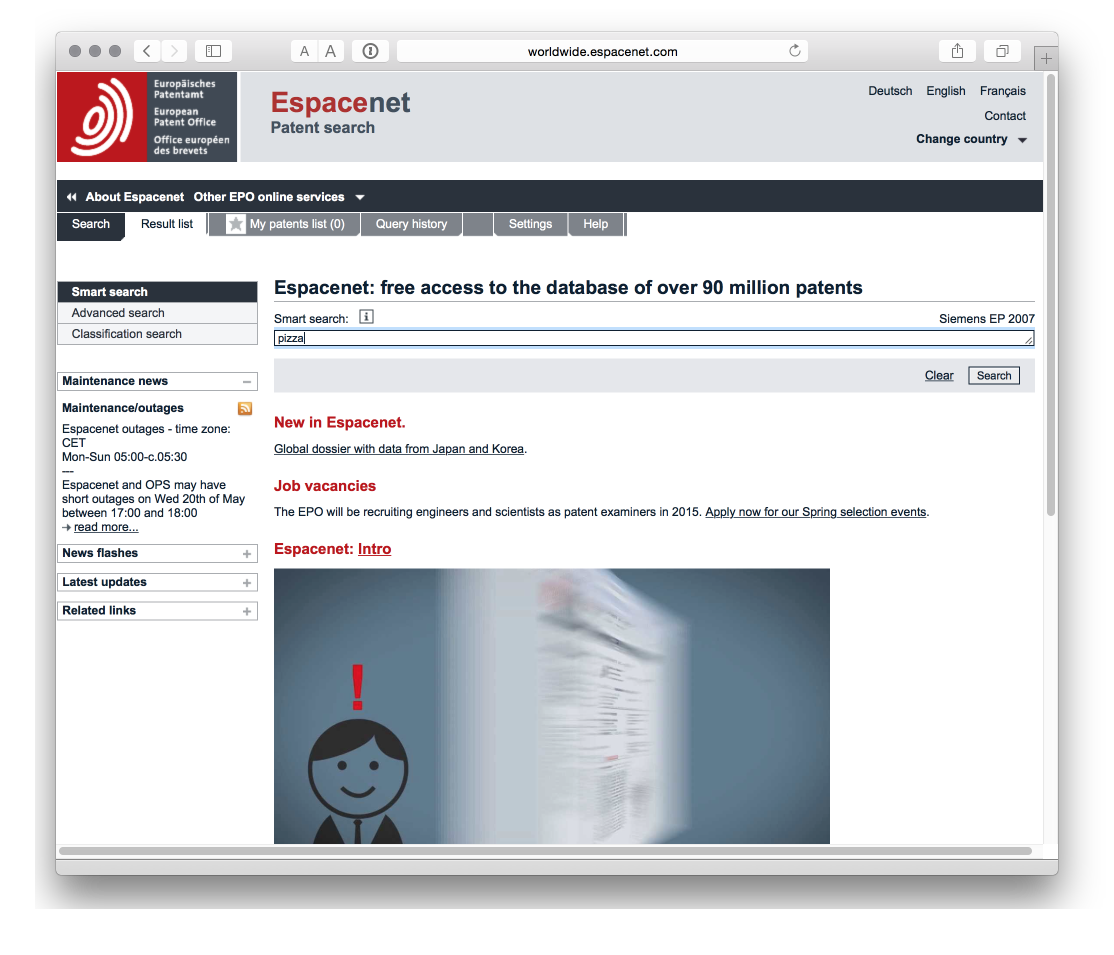 A A
worldwide.espacenet.com
Europäisches
Patentamt
European
Patent Office
Office européen
des brevets
Espacenet
Patent search
Deutsch English Français
Contact
Change country
About Espacenet Other EPO online services
Search Result list My patents list (0) Query history Settings Help
Smart search
Advanced search
Classification search
Maintenance news
Maintenance/outages
Espacenet outages - time zone:
CET
Mon-Sun 05:00-c.05:30
---
Espacenet and OPS may have
short outages on Wed 20th of May
between 17:00 and 18:00
read more...
News flashes
Latest updates
Related links
Espacenet: free access to the database of over 90 million patents
Smart search: i Siemens EP 2007
pizza
Clear Search
New in Espacenet.
Global dossier with data from Japan and Korea.
Job vacancies
The EPO will be recruiting engineers and scientists as patent examiners in 2015. Apply now for our Spring selection events.
Espacenet: Intro
!